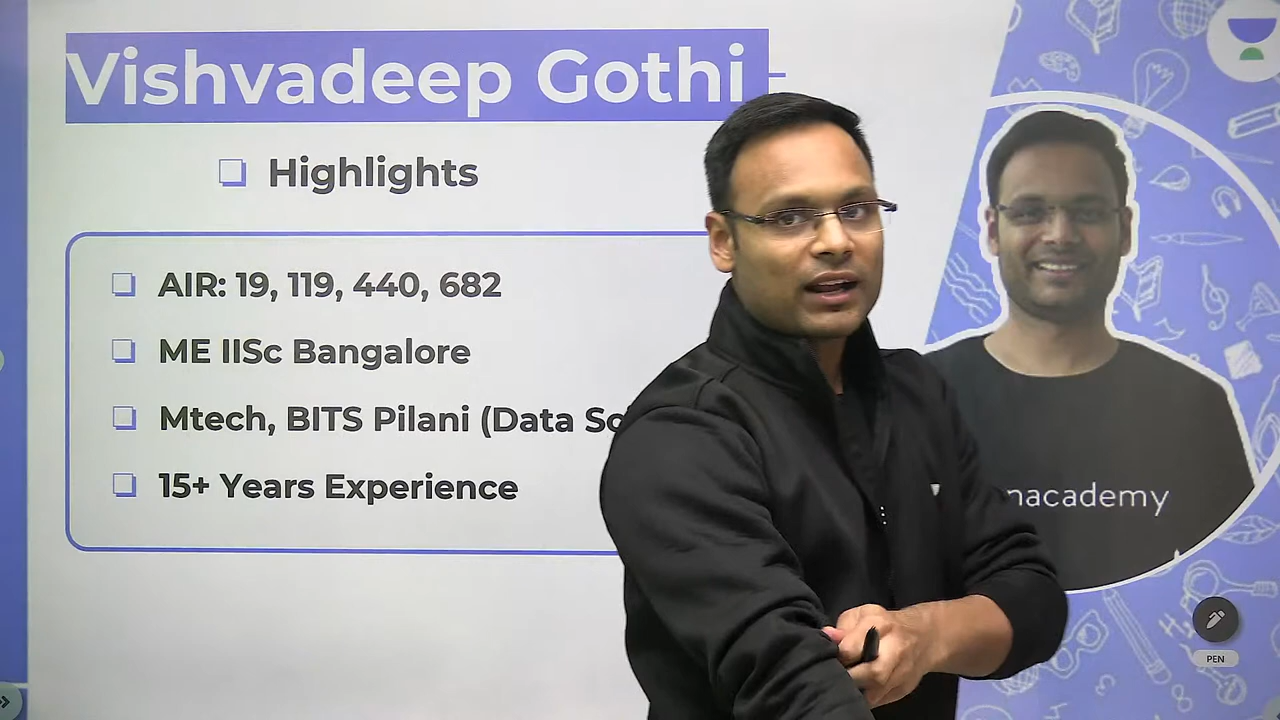 Vishvadeep Gothi
Highlights
AIR: 19, 119, 440, 682
ME IISc Bangalore
Mtech, BITS Pilani (Data
15+ Years Experience
PEN